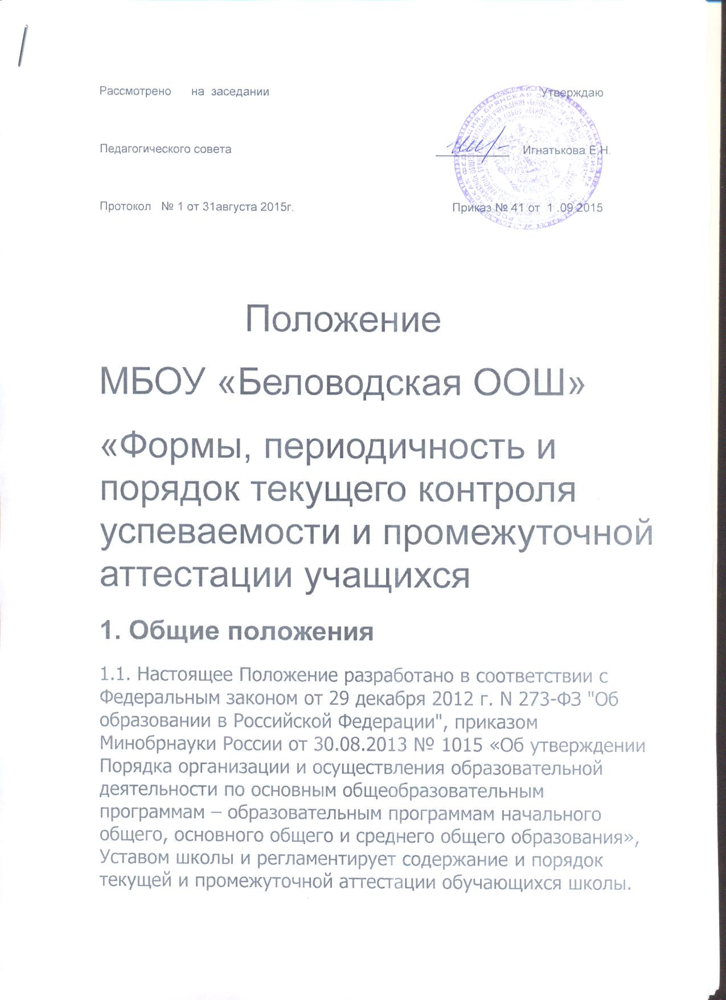 Рассмотрено на заседании Утверждаю
Педагогического совета Игнатькова Е.Н.
Протокол № 1 от 31августа 2015г. Приказ № 41 от 1 .09 2015
Положение
МБОУ «Беловодская ООШ»
«Формы, периодичность и
порядок текущего контроля
успеваемости и промежуточной
аттестации учащихся
1. Общие положения
1.1. Настоящее Положение разработано в соответствии с
Федеральным законом от 29 декабря 2012 г. N 273-ФЗ "Об
образовании в Российской Федерации", приказом
Минобрнауки России от 30.08.2013 № 1015 «Об утверждении
Порядка организации и осуществления образовательной
деятельности по основным общеобразовательным
программам – образовательным программам начального
общего, основного общего и среднего общего образования»,
Уставом школы и регламентирует содержание и порядок
текущей и промежуточной аттестации обучающихся школы.